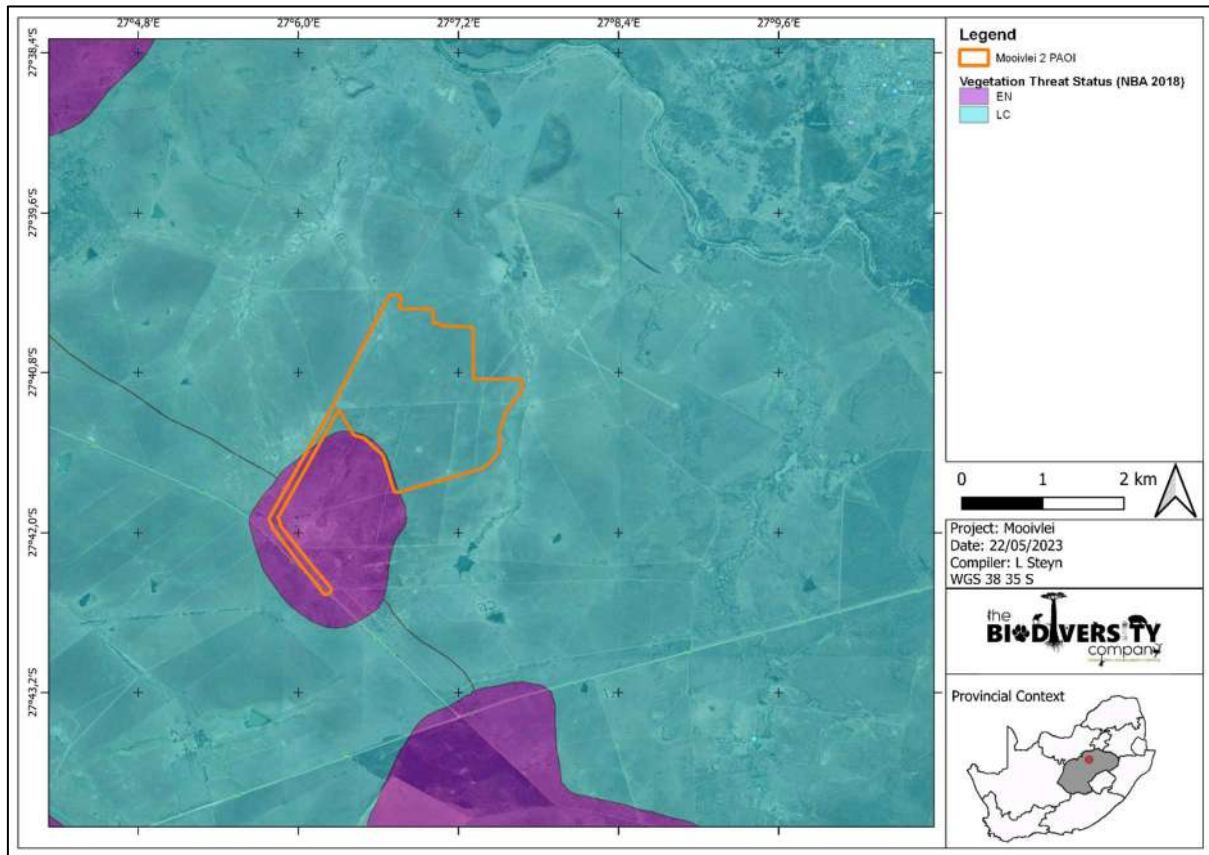 27°4,8'E 27°6,0'E 27°7,2'E 27°8,4'E 27°9,6'E
27°38,4'S
27°39,6'S
27°40,8'S
27°42,0'S
27°43,2'S
Legend
Mooivlei 2 PAOI
Vegetation Threat Status (NBA 2018)
EN
LC
0 1 2 km
Project: Mooivlei
Date: 22/05/2023
Compiler: L Steyn
WGS 38 35 S
the
BIODIVERSITY
company
Provincial Context